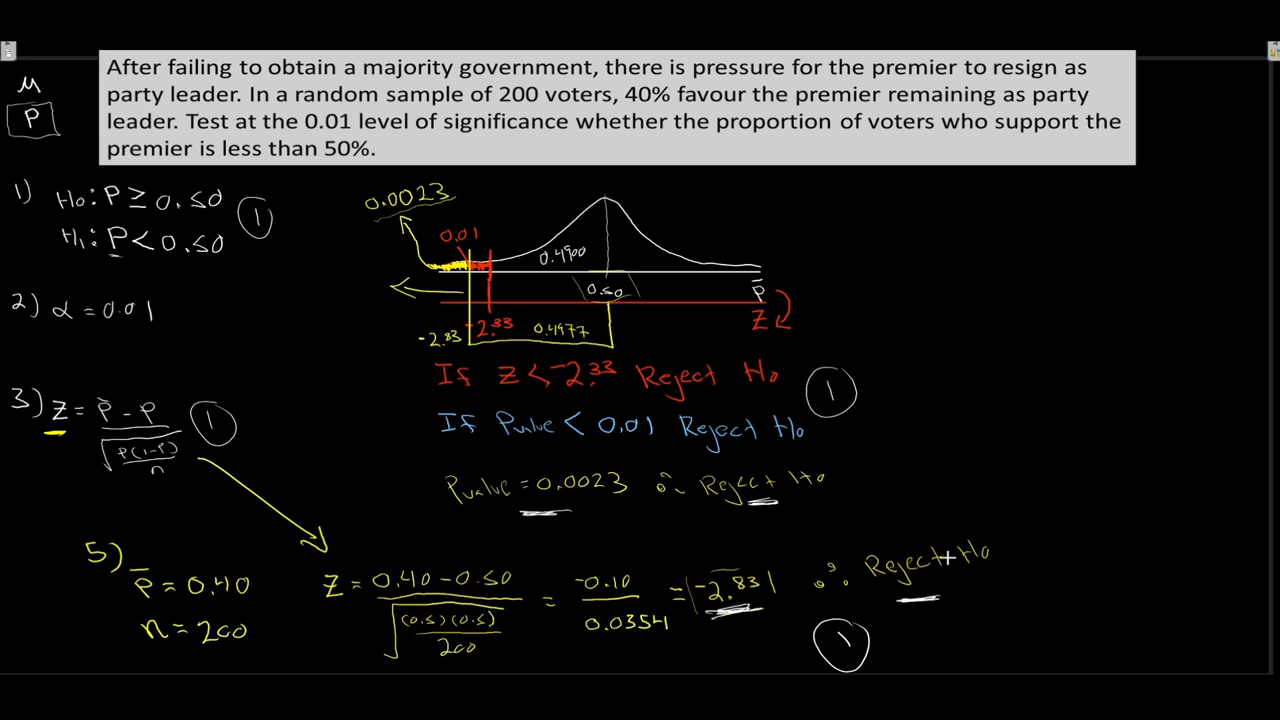 After failing to obtain a majority government, there is pressure for the premier to resign as
party leader. In a random sample of 200 voters, 40% favour the premier remaining as party
leader. Test at the 0.01 level of significance whether the proportion of voters who support the
premier is less than 50%.
μ
P
1) H0: P ≥ 0.50
H1: P < 0.50
①
2) α = 0.01
3) Z = p̄ - p
√ P(1-P)
n
①
0.0023
0.01
0.4900
0.50
P̄
Z
-2.83
-2.33
0.4977
If Z < -2.33 Reject H0
①
If Pvalue < 0.01 Reject H0
Pvalue = 0.0023 ∴ Reject H0
5)
P̄ = 0.40
n = 200
Z = 0.40 - 0.50
√ (0.5)(0.5)
200
= -0.10
0.0354
= |-2.83| ∴ Reject H0
①